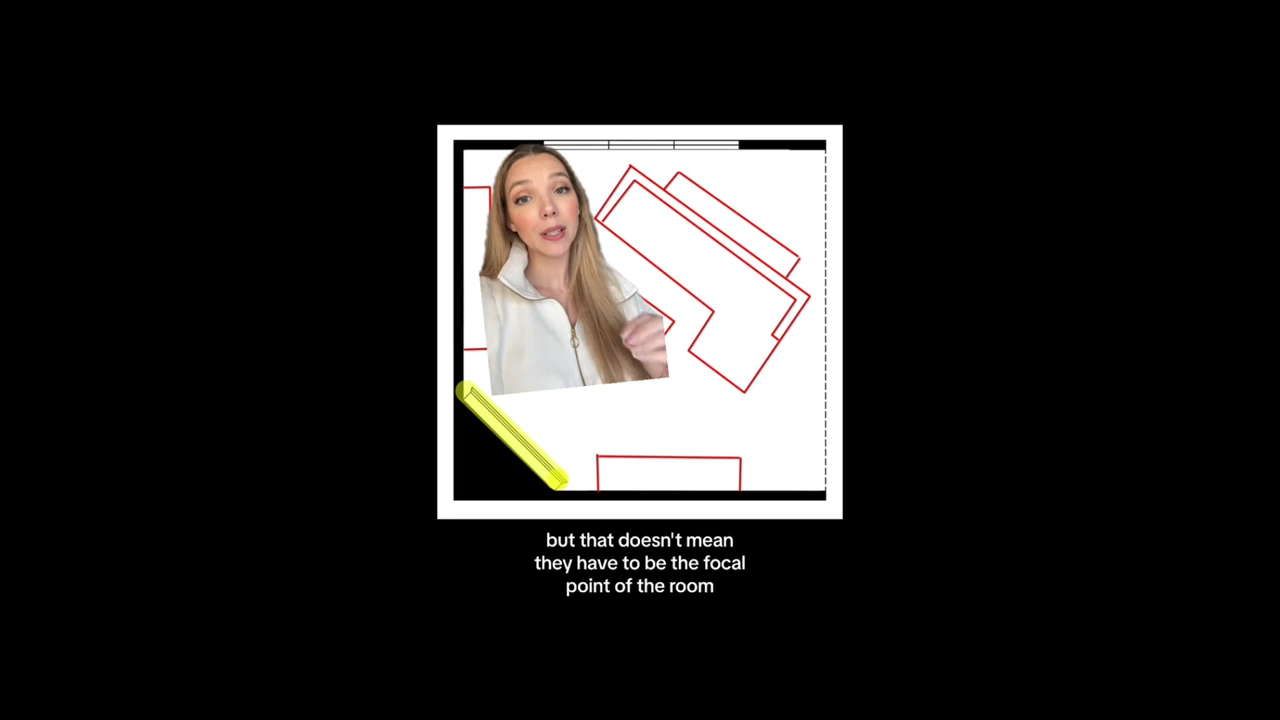 but that doesn't mean
they have to be the focal
point of the room